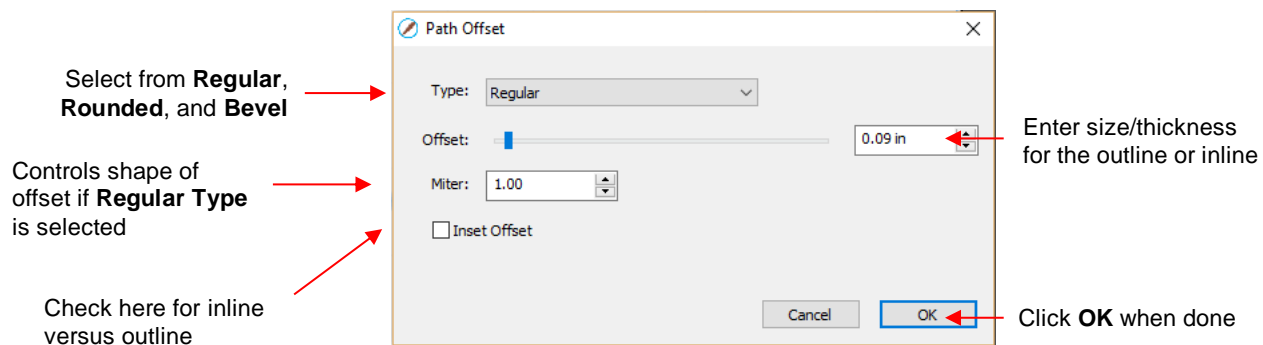 Path Offset
Select from Regular,
Rounded, and Bevel
Type: Regular
Offset: 0.09 in
Enter size/thickness
for the outline or inline
Controls shape of
offset if Regular Type
is selected
Miter: 1.00
Inset Offset
Check here for inline
versus outline
Cancel OK
Click OK when done